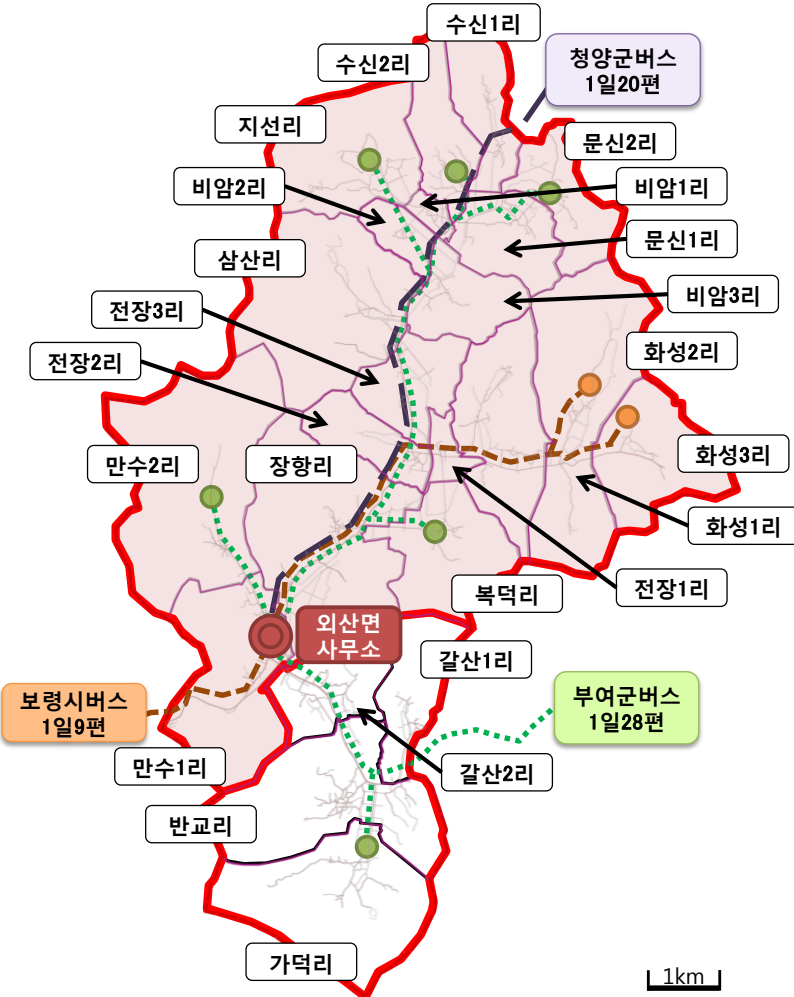 수신1리
수신2리
청양군버스
1일20편
지선리
문신2리
비암2리
비암1리
문신1리
삼산리
비암3리
전장3리
전장2리
화성2리
만수2리
장항리
화성3리
화성1리
복덕리
전장1리
외산면
사무소
갈산1리
보령시버스
1일9편
부여군버스
1일28편
만수1리
갈산2리
반교리
가덕리
1km